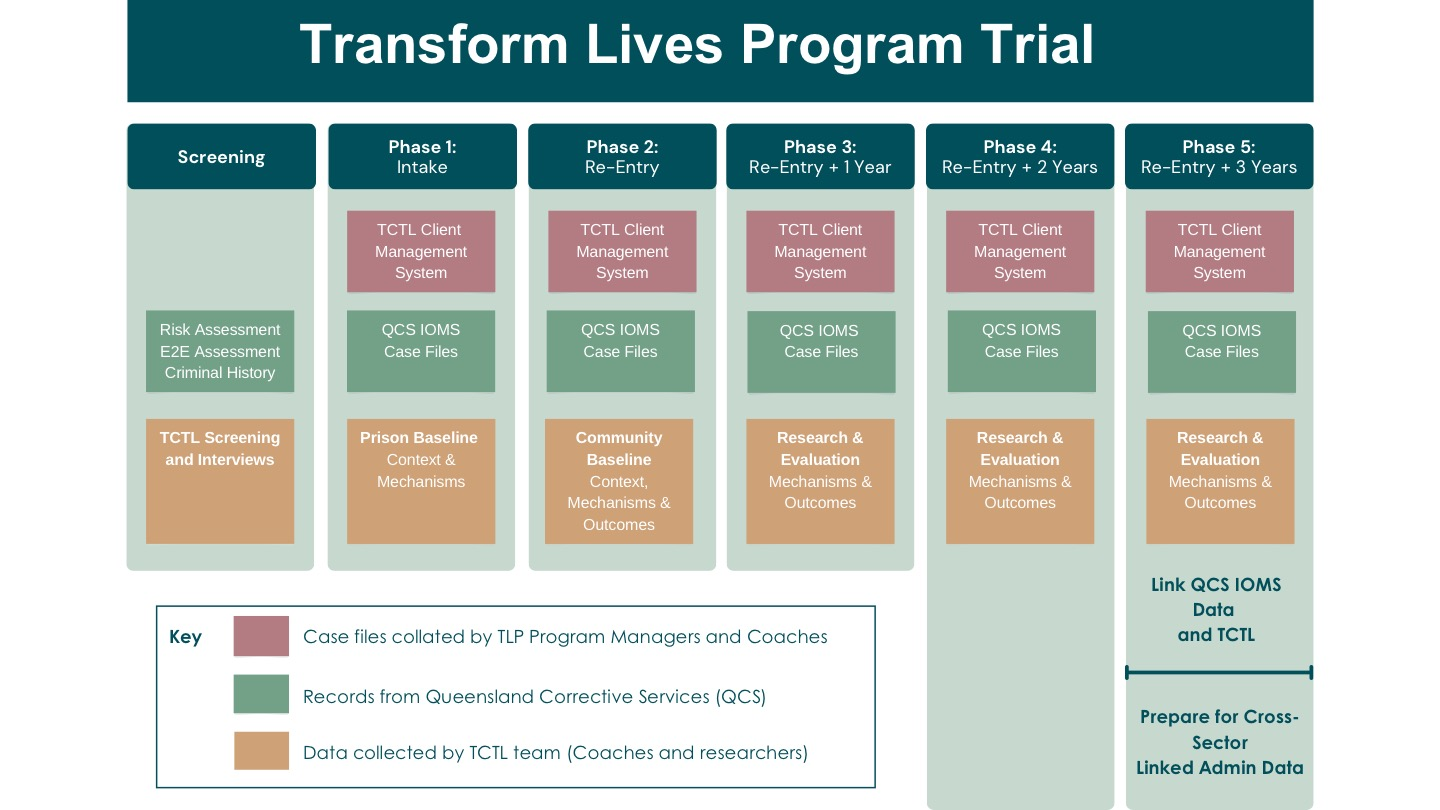 Transform Lives Program Trial
Screening
Phase 1:
Intake
Phase 2:
Re-Entry
Phase 3:
Re-Entry + 1 Year
Phase 4:
Re-Entry + 2 Years
Phase 5:
Re-Entry + 3 Years
TCTL Client
Management
System
TCTL Client
Management
System
TCTL Client
Management
System
TCTL Client
Management
System
TCTL Client
Management
System
Risk Assessment
E2E Assessment
Criminal History
QCS IOMS
Case Files
QCS IOMS
Case Files
QCS IOMS
Case Files
QCS IOMS
Case Files
QCS IOMS
Case Files
TCTL Screening
and Interviews
Prison Baseline
Context &
Mechanisms
Community
Baseline
Context,
Mechanisms &
Outcomes
Research &
Evaluation
Mechanisms &
Outcomes
Research &
Evaluation
Mechanisms &
Outcomes
Research &
Evaluation
Mechanisms &
Outcomes
Link QCS IOMS
Data
and TCTL
Prepare for Cross-
Sector
Linked Admin Data
Key
Case files collated by TLP Program Managers and Coaches
Records from Queensland Corrective Services (QCS)
Data collected by TCTL team (Coaches and researchers)